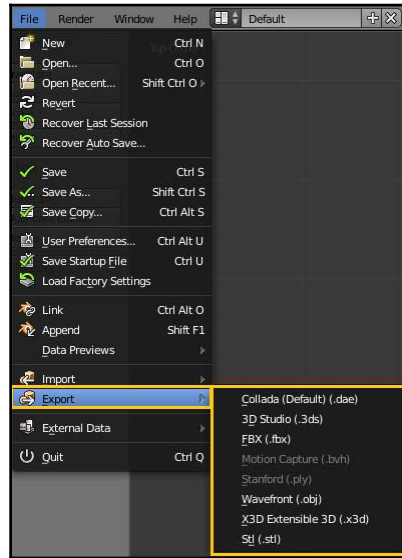 File Render Window Help Default
New Ctrl N
Open... Ctrl O
Open Recent... Shift Ctrl O
Revert
Recover Last Session
Recover Auto Save...
Save Ctrl S
Save As... Shift Ctrl S
Save Copy... Ctrl Alt S
User Preferences... Ctrl Alt U
Save Startup File Ctrl U
Load Factory Settings
Link Ctrl Alt O
Append Shift F1
Data Previews
Import
Export
Collada (Default) (.dae)
3D Studio (.3ds)
FBX (.fbx)
Motion Capture (.bvh)
Stanford (.ply)
Wavefront (.obj)
X3D Extensible 3D (.x3d)
Stl (.stl)
External Data
Quit Ctrl Q